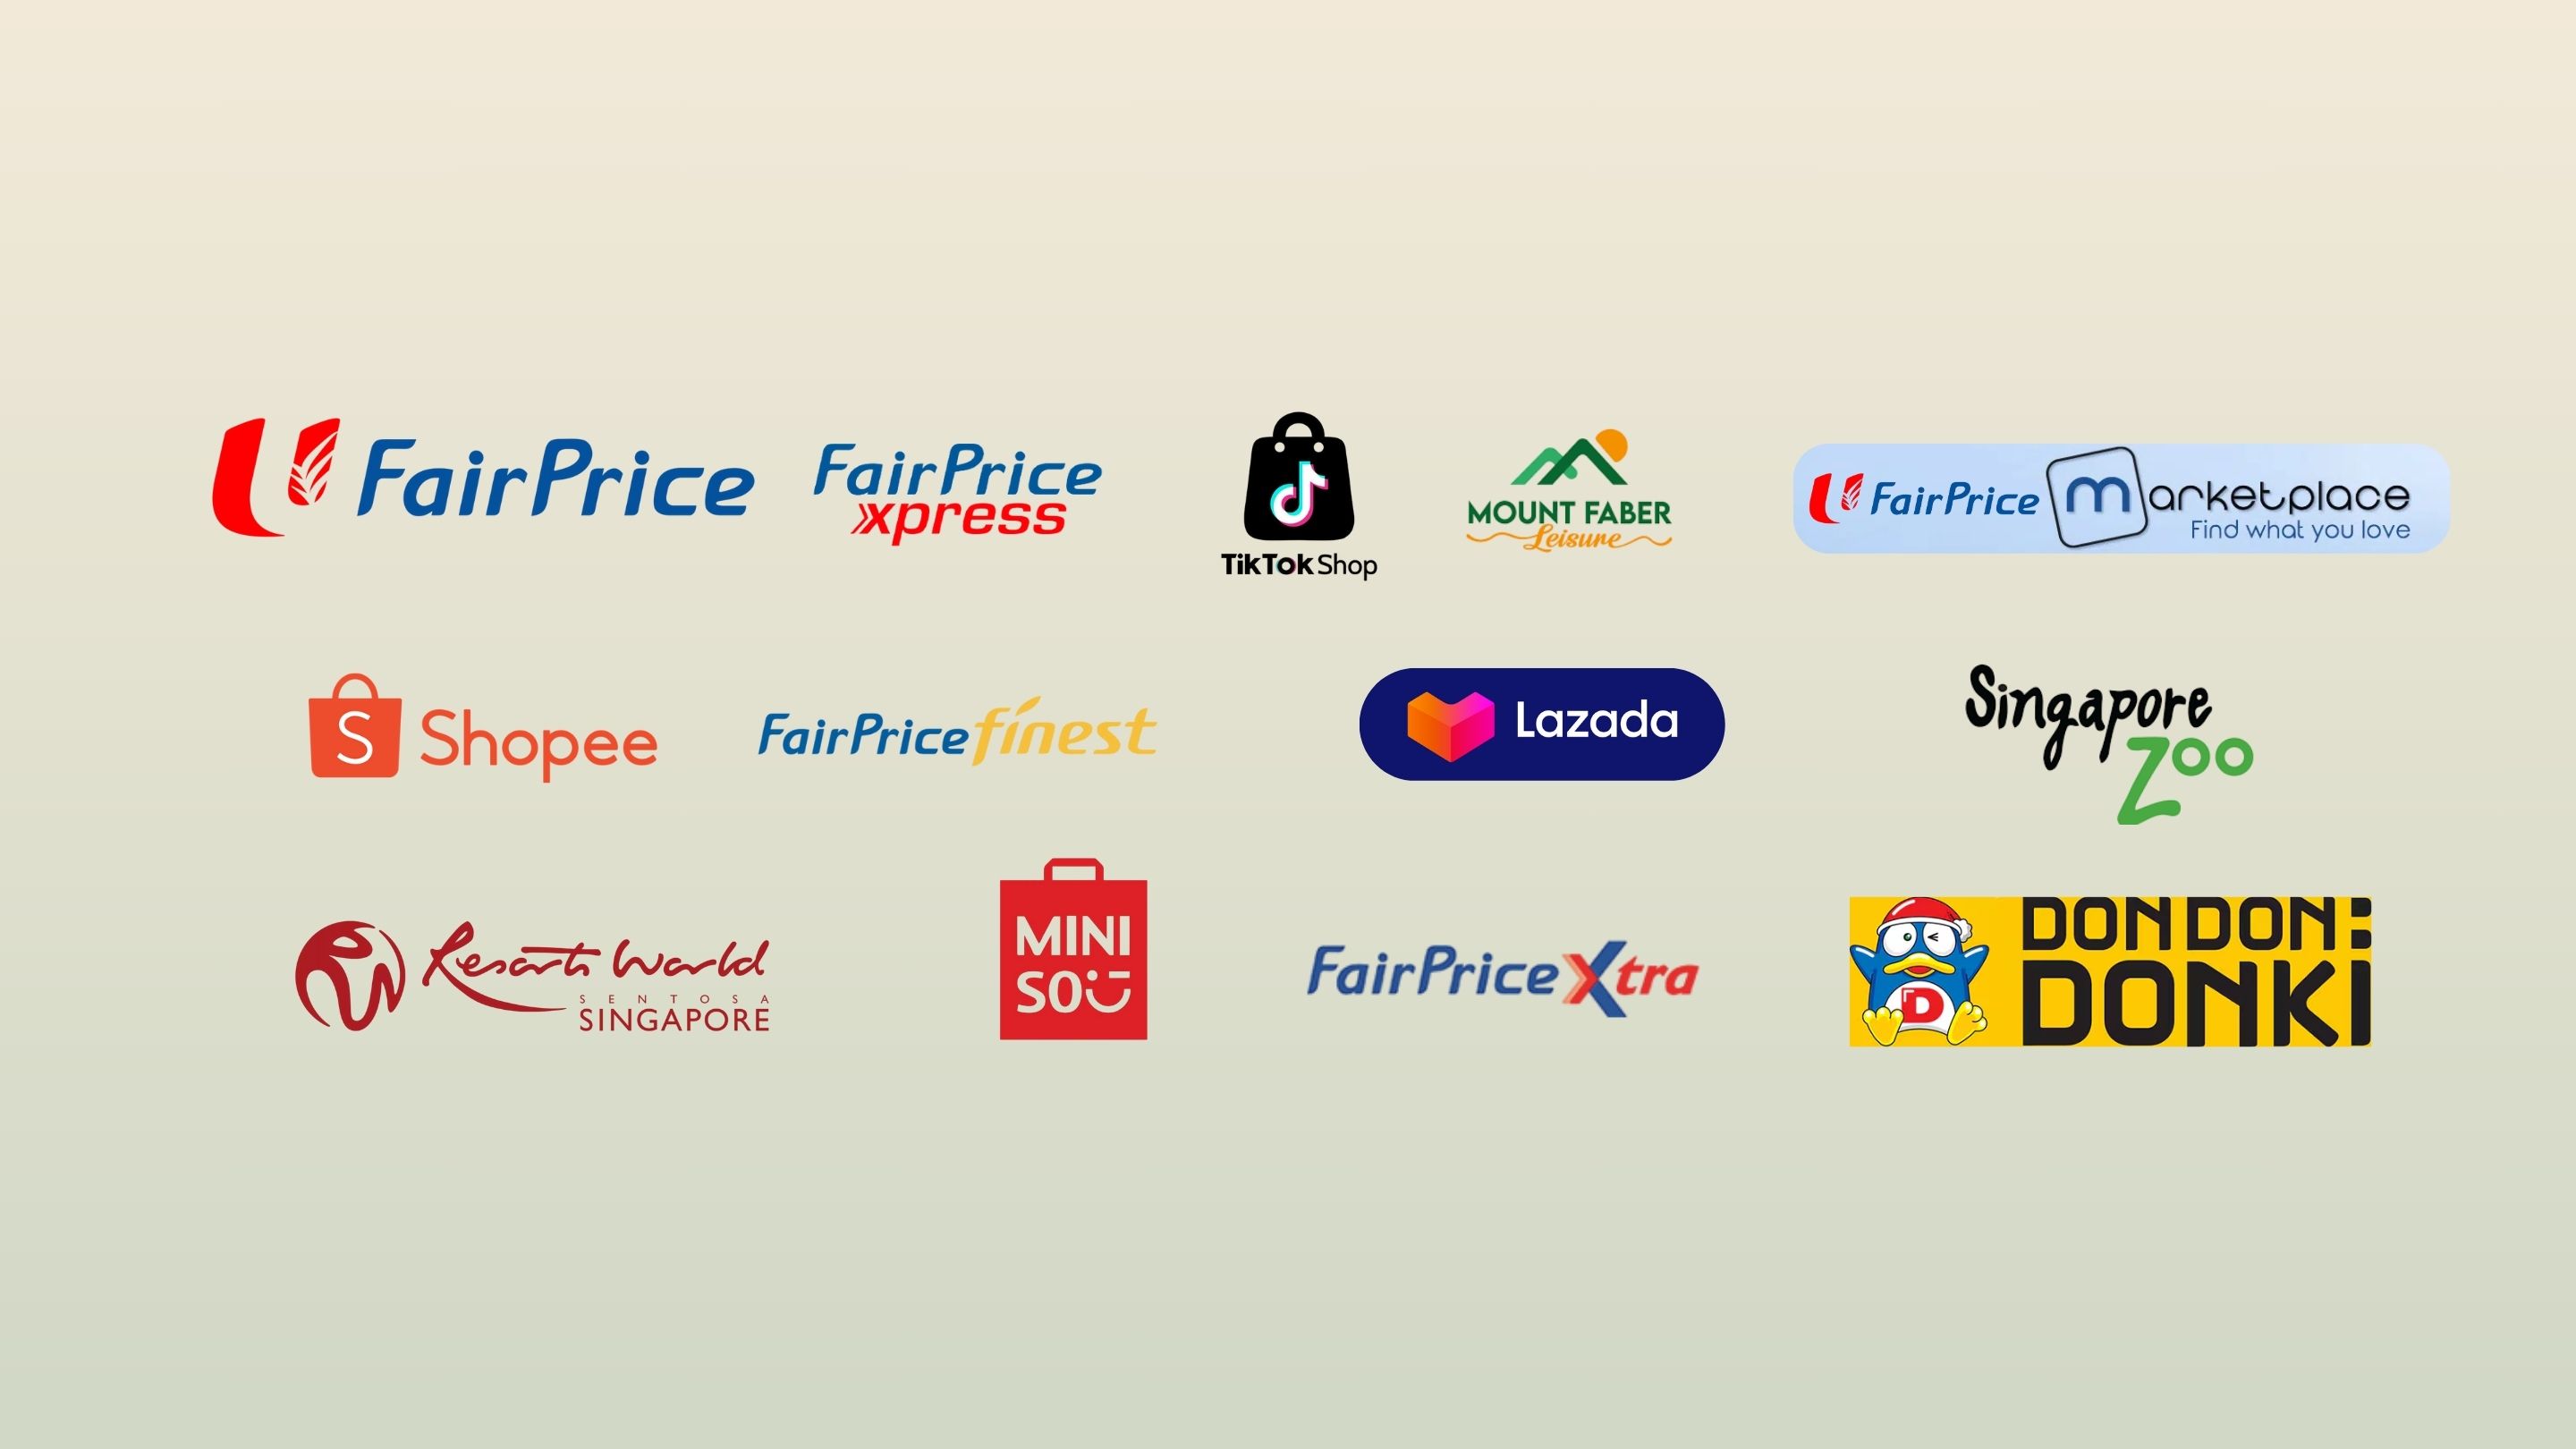 FairPrice
FairPrice
xpress
TikTok Shop
MOUNT FABER
Leisure
FairPrice marketplace
Find what you love
S Shopee
FairPrice finest
Lazada
Singapore
Zoo
Resorts World
SENTOSA
SINGAPORE
MINI
SO
FairPrice Xtra
D
DON DON:
DONKI